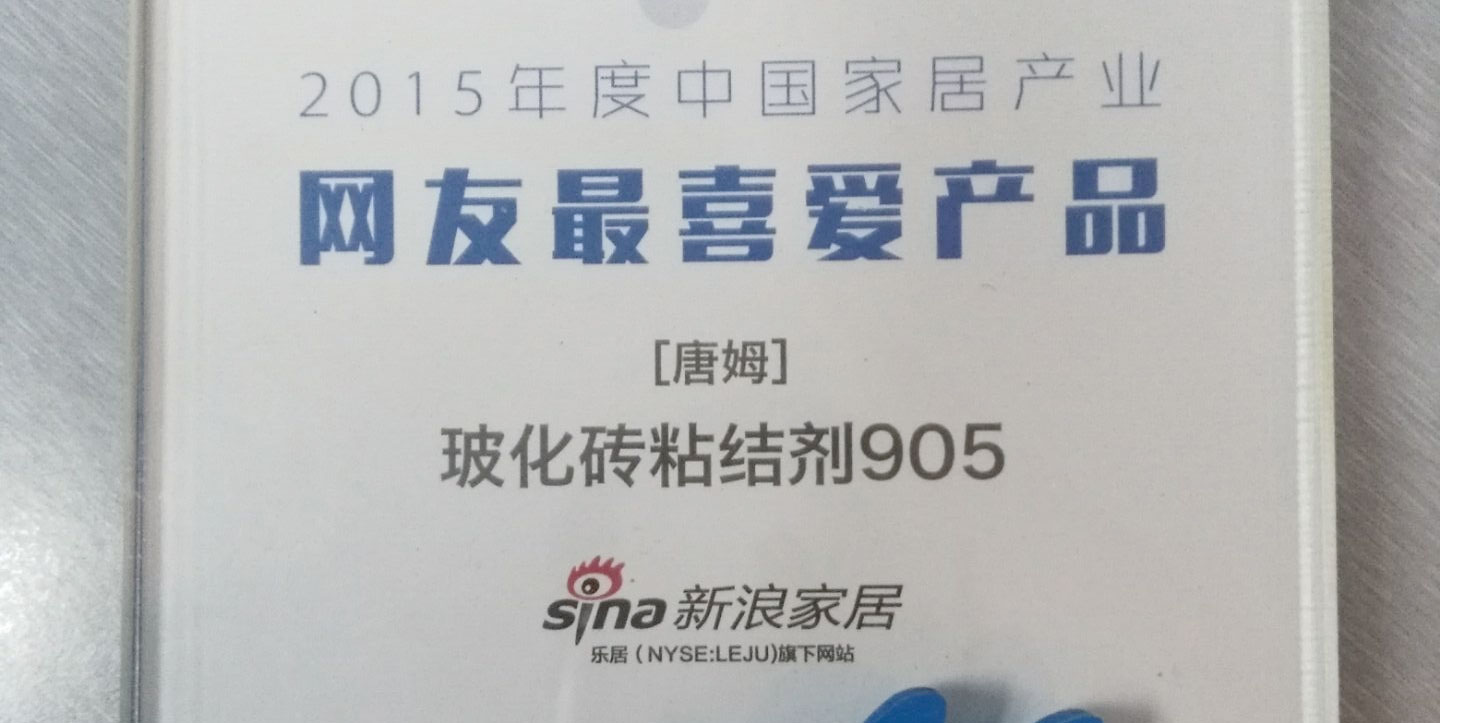 2015年度中国家居产业
网友最喜爱产品
[唐姆]
玻化砖粘结剂905
sina新浪家居
乐居(NYSE:LEJU)旗下网站